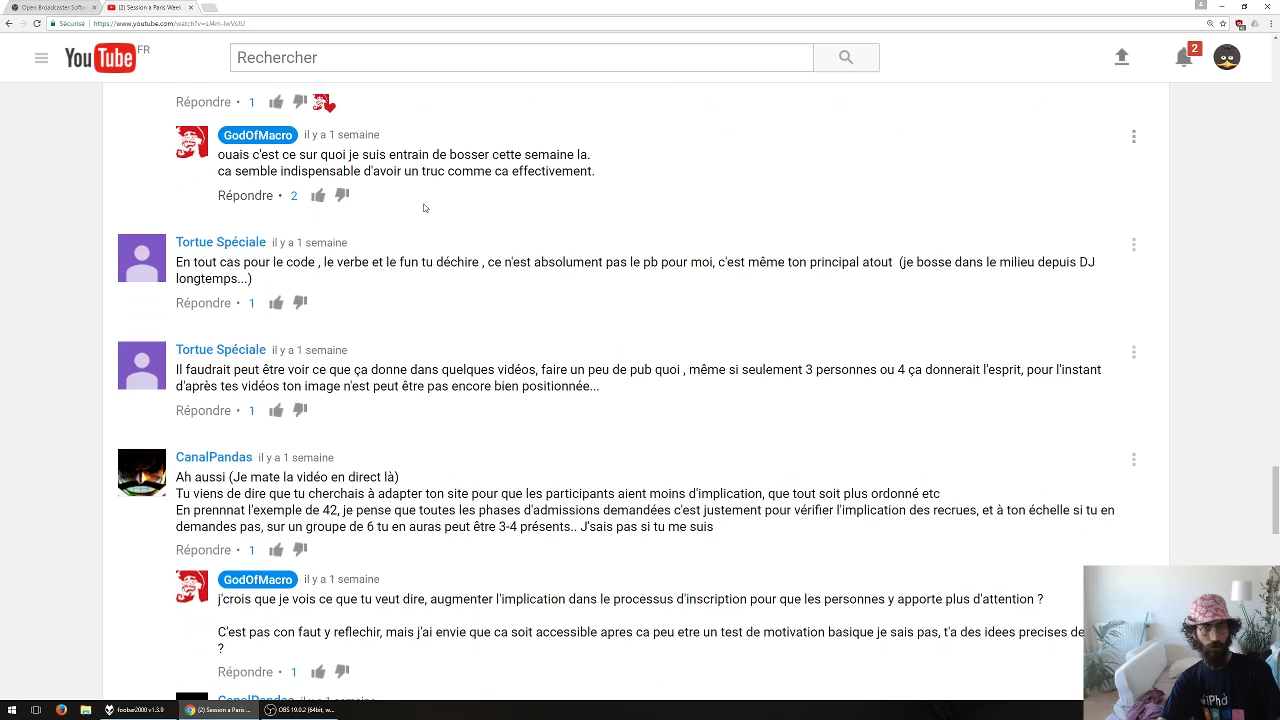 Open Broadcaster Softw
(2) Session a Paris Week
Sécurisé
https://www.youtube.com/watch?v=
YouTube FR
Rechercher
2
Répondre • 1
GodOfMacro il y a 1 semaine
ouais c'est ce sur quoi je suis entrain de bosser cette semaine la.
ca semble indispensable d'avoir un truc comme ca effectivement.
Répondre • 2
Tortue Spéciale il y a 1 semaine
En tout cas pour le code , le verbe et le fun tu déchire , ce n'est absolument pas le pb pour moi, c'est même ton principal atout (je bosse dans le milieu depuis DJ
longtemps...)
Répondre • 1
Tortue Spéciale il y a 1 semaine
Il faudrait peut être voir ce que ça donne dans quelques vidéos, faire un peu de pub quoi , même si seulement 3 personnes ou 4 ça donnerait l'esprit, pour l'instant
d'après tes vidéos ton image n'est peut être pas encore bien positionnée...
Répondre • 1
CanalPandas il y a 1 semaine
Ah aussi (Je mate la vidéo en direct là)
Tu viens de dire que tu cherchais à adapter ton site pour que les participants aient moins d'implication, que tout soit plus ordonné etc
En prennnat l'exemple de 42, je pense que toutes les phases d'admissions demandées c'est justement pour vérifier l'implication des recrues, et à ton échelle si tu en
demandes pas, sur un groupe de 6 tu en auras peut être 3-4 présents.. J'sais pas si tu me suis
Répondre • 1
GodOfMacro il y a 1 semaine
j'crois que je vois ce que tu veut dire, augmenter l'implication dans le processus d'inscription pour que les personnes y apporte plus d'attention ?
C'est pas con faut y reflechir, mais j'ai envie que ca soit accessible apres ca peu etre un test de motivation basique je sais pas, t'a des idees precises de
?
Répondre • 1
CanalPandas il y a 1 semaine
foobar2000 v1.3.9
(2) Session a Paris ...
OBS 19.0.2 (64bit, w...